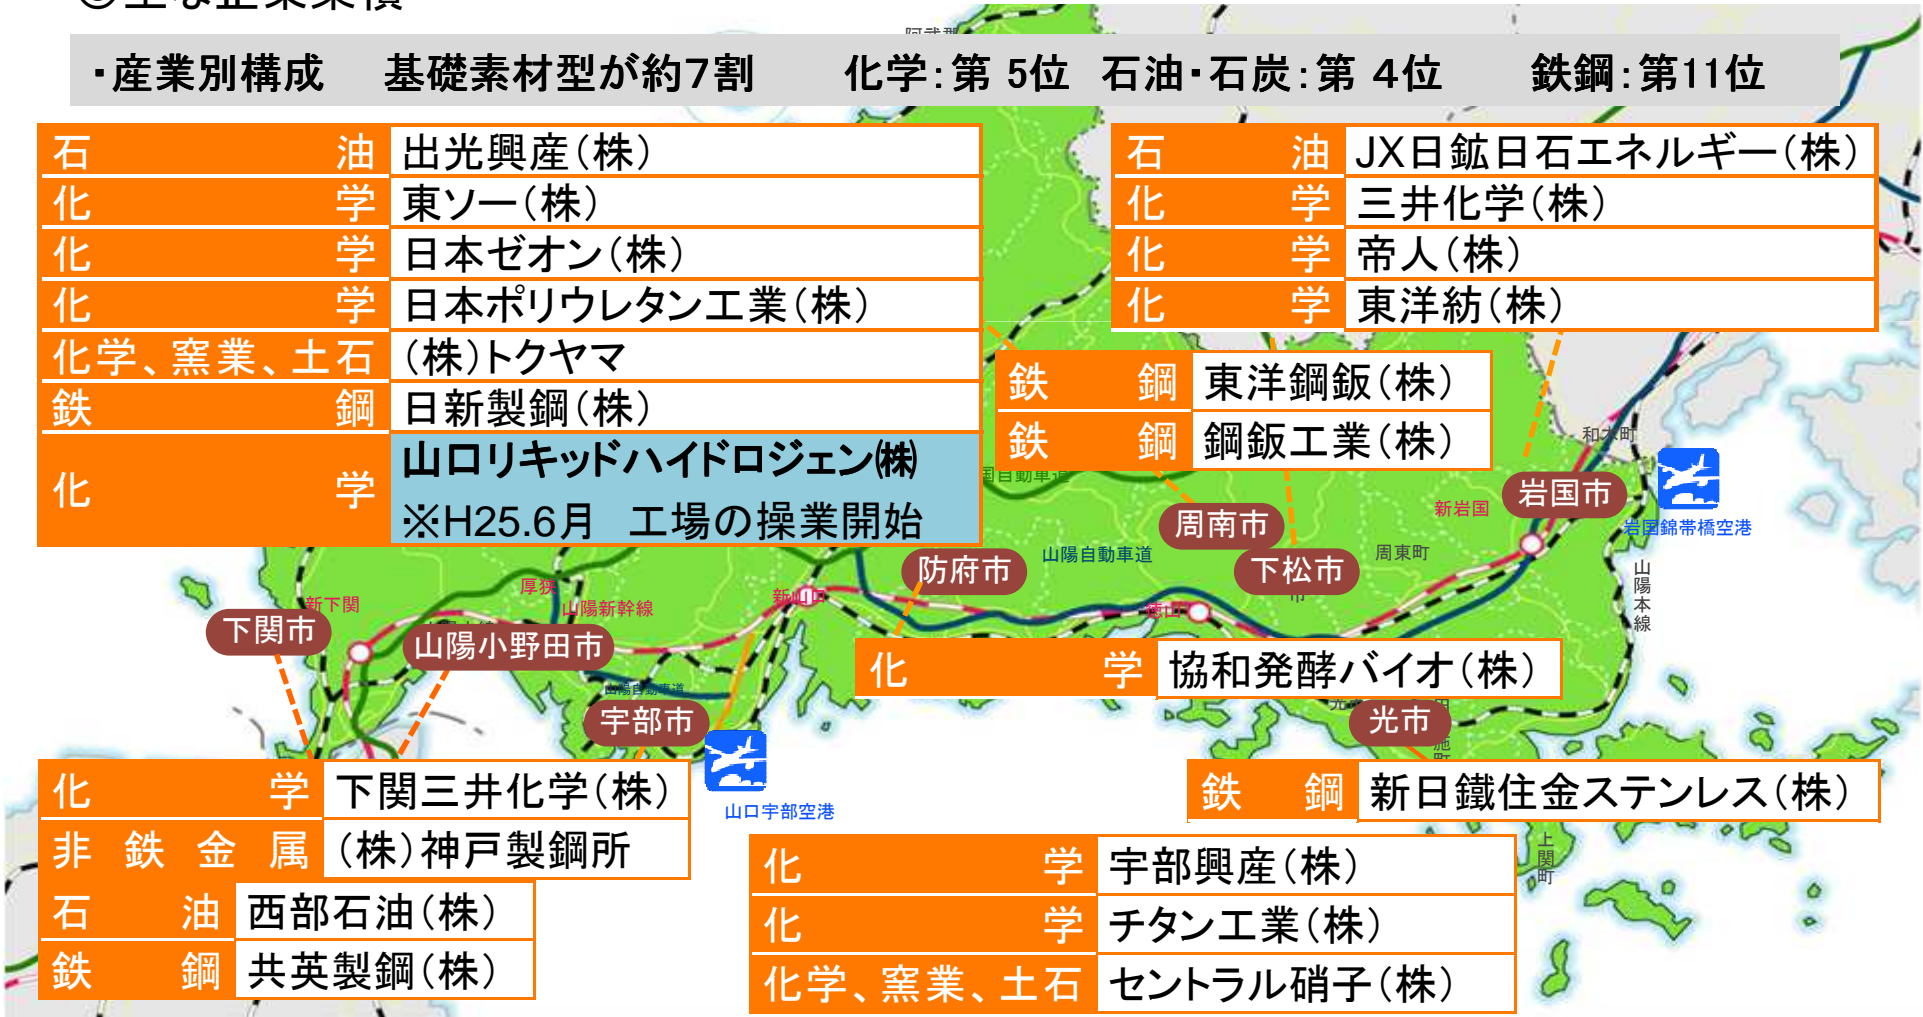 ・産業別構成　基礎素材型が約7割　化学：第 5位　石油・石炭：第 4位　鉄鋼：第11位
石油　出光興産（株）
化学　東ソー（株）
化学　日本ゼオン（株）
化学　日本ポリウレタン工業（株）
化学、窯業、土石　（株）トクヤマ
鉄鋼　日新製鋼（株）
化学　山口リキッドハイドロジェン㈱
※H25.6月　工場の操業開始
石油　JX日鉱日石エネルギー（株）
化学　三井化学（株）
化学　帝人（株）
化学　東洋紡（株）
鉄鋼　東洋鋼鈑（株）
鉄鋼　鋼鈑工業（株）
和木町
国自動車道
岩国市
新岩国
岩国錦帯橋空港
周南市
防府市
山陽自動車道
下松市
周東町
山陽本線
厚狭
新下関
山陽新幹線
新山口
徳山
下関市
山陽小野田市
化学　協和発酵バイオ（株）
山陽自動車道
宇部市
光市
山口宇部空港
化学　下関三井化学（株）
非鉄金属　（株）神戸製鋼所
石油　西部石油（株）
鉄鋼　共英製鋼（株）
鉄鋼　新日鐵住金ステンレス（株）
上関町
化学　宇部興産（株）
化学　チタン工業（株）
化学、窯業、土石　セントラル硝子（株）